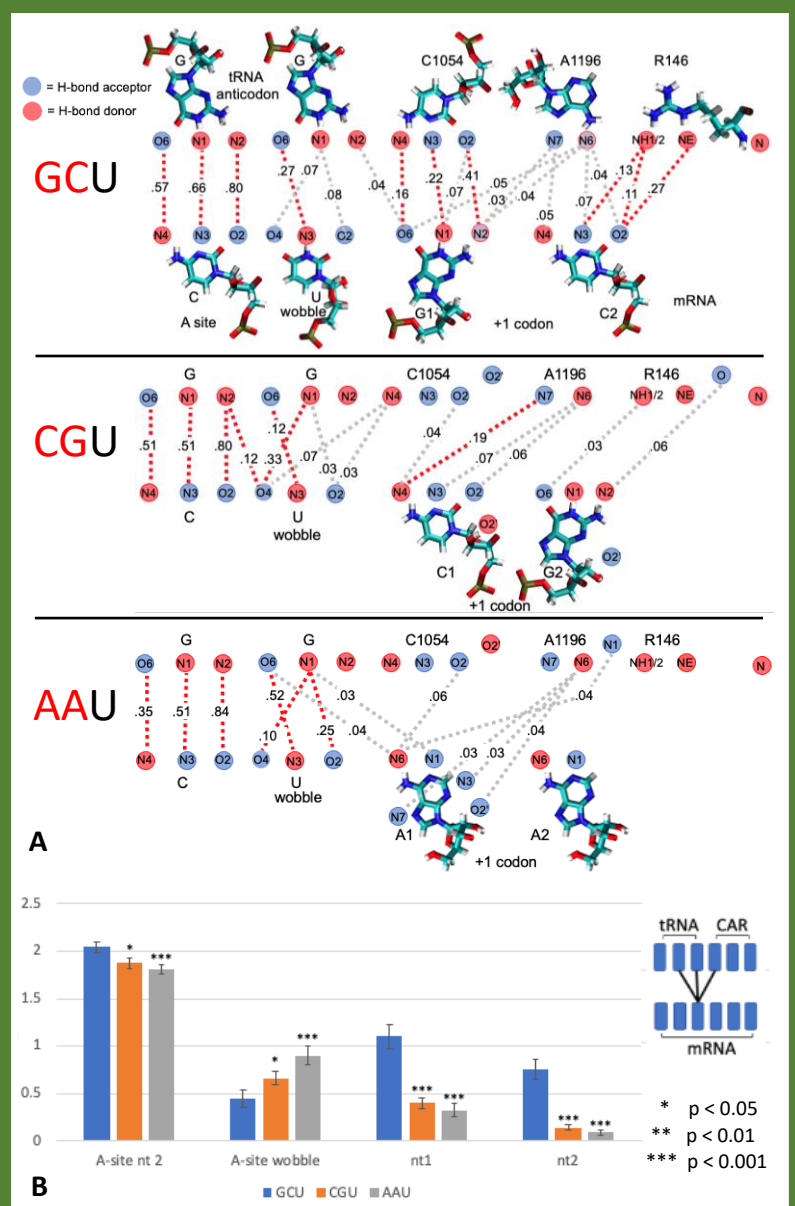 G G C1054 A1196 R146
tRNA
anticodon
= H-bond acceptor
= H-bond donor
O6 N1 N2 O6 N1 N2 N4 N3 O2 N7 N6 NH1/2 NE N
GCU
.57 .66 .80 .27 .07 .08 .04 .16 .22 .07 .41 .05 .03 .04 .05 .07 .13 .04 .11 .27
N4 N3 O2 O4 N3 C2 O6 N1 N2 N4 N3 O2
C U G1 C2 mRNA
A site wobble +1 codon
G G C1054 O2' A1196 R146 O
O6 N1 N2 O6 N1 N2 N4 N3 O2 N7 N6 NH1/2 NE N
CGU
.51 .51 .80 .12 .12 .33 .07 .03 .03 .04 .19 .07 .06 .03 .06
N4 N3 O2 O4 N3 O2 N4 N3 O2 O6 N1 N2
C U O2' O2'
wobble C1 G2
+1 codon
G G C1054 O2' A1196 N1 R146
O6 N1 N2 O6 N1 N2 N4 N3 O2 N7 N6 NH1/2 NE N
AAU
.35 .51 .84 .52 .10 .25 .03 .04 .06 .03 .03 .04 .04
N4 N3 O2 O4 N3 O2 N6 N1 N6 N1
C U N3
wobble N7 O2'
A1 A2
+1 codon
A
2.5
2
1.5
1
0.5
0
* *** * *** *** *** *** ***
A-site nt 2 A-site wobble nt1 nt2
GCU CGU AAU
tRNA CAR
mRNA
* p < 0.05
** p < 0.01
*** p < 0.001
B